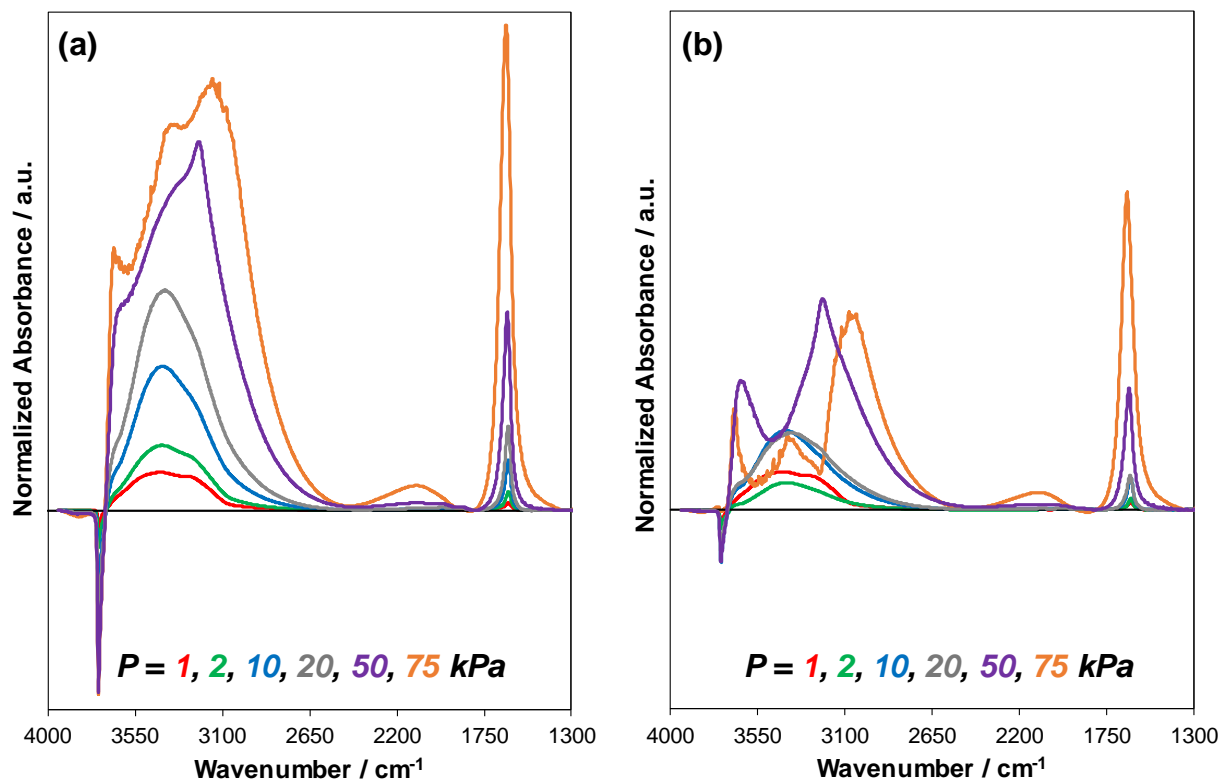 (a)
Normalized Absorbance / a.u.
P = 1, 2, 10, 20, 50, 75 kPa
4000 3550 3100 2650 2200 1750 1300
Wavenumber / cm-1
(b)
Normalized Absorbance / a.u.
P = 1, 2, 10, 20, 50, 75 kPa
4000 3550 3100 2650 2200 1750 1300
Wavenumber / cm-1